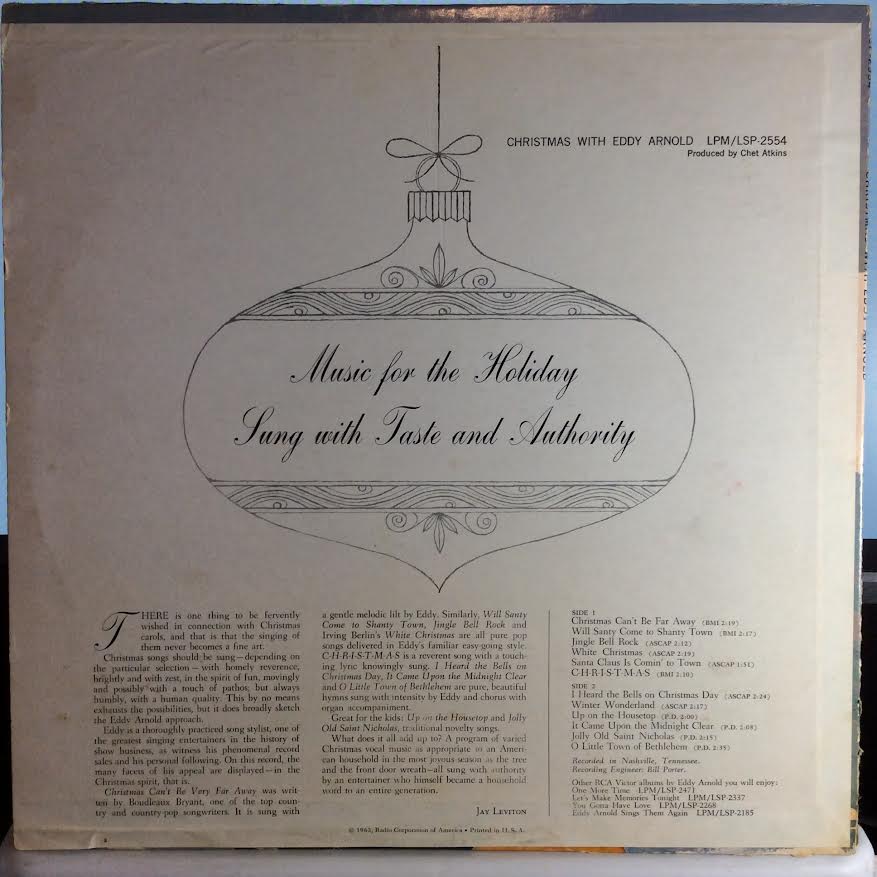 CHRISTMAS WITH EDDY ARNOLD LPM/LSP-2554
Produced by Chet Atkins
Music for the Holiday
Sung with Taste and Authority
THERE is one thing to be fervently
wished in connection with Christmas
carols, and that is that the singing of
them never becomes a fine art.
Christmas songs should be sung—depending on
the particular selection—with homely reverence,
brightly and with zest, in the spirit of fun, movingly
and possibly with a touch of pathos; but always
humbly, with a human quality. This by no means
exhausts the possibilities, but it does broadly sketch
the Eddy Arnold approach.
Eddy is a thoroughly practiced song stylist, one of
the greatest singing entertainers in the history of
show business, as witness his phenomenal record
sales and his personal following. On this record, the
many facets of his appeal are displayed—in the
Christmas spirit, that is.
Christmas Can't Be Very Far Away was writ-
ten by Boudleaux Bryant, one of the top coun-
try and country-pop songwriters. It is sung with
a gentle melodic lilt by Eddy. Similarly, Will Santy
Come to Shanty Town, Jingle Bell Rock and
Irving Berlin's White Christmas are all pure pop
songs delivered in Eddy's familiar easy-going style.
C-H-R-I-S-T-M-A-S is a reverent song with a touch-
ing lyric knowingly sung. I Heard the Bells on
Christmas Day, It Came Upon the Midnight Clear
and O Little Town of Bethlehem are pure, beautiful
hymns sung with intensity by Eddy and chorus with
organ accompaniment.
Great for the kids: Up on the Housetop and Jolly
Old Saint Nicholas, traditional novelty songs.
What does it all add up to? A program of varied
Christmas vocal music as appropriate to an Ameri-
can household in the most joyous season as the tree
and the front door wreath—all sung with authority
by an entertainer who himself became a household
word to an entire generation.
JAY LEVITON
SIDE 1
Christmas Can't Be Far Away (BMI 2:19)
Will Santy Come to Shanty Town (BMI 2:17)
Jingle Bell Rock (ASCAP 2:12)
White Christmas (ASCAP 2:19)
Santa Claus Is Comin' to Town (ASCAP 1:51)
C-H-R-I-S-T-M-A-S (BMI 2:10)
SIDE 2
I Heard the Bells on Christmas Day (ASCAP 2:24)
Winter Wonderland (ASCAP 2:17)
Up on the Housetop (P.D. 2:00)
It Came Upon the Midnight Clear (P.D. 2:08)
Jolly Old Saint Nicholas (P.D. 2:15)
O Little Town of Bethlehem (P.D. 2:35)
Recorded in Nashville, Tennessee.
Recording Engineer: Bill Porter.
Other RCA Victor albums by Eddy Arnold you will enjoy:
One More Time LPM/LSP-2471
Let's Make Memories Tonight LPM/LSP-2337
You Gotta Have Love LPM/LSP-2268
Eddy Arnold Sings Them Again LPM/LSP-2185
© 1962, Radio Corporation of America • Printed in U.S.A.